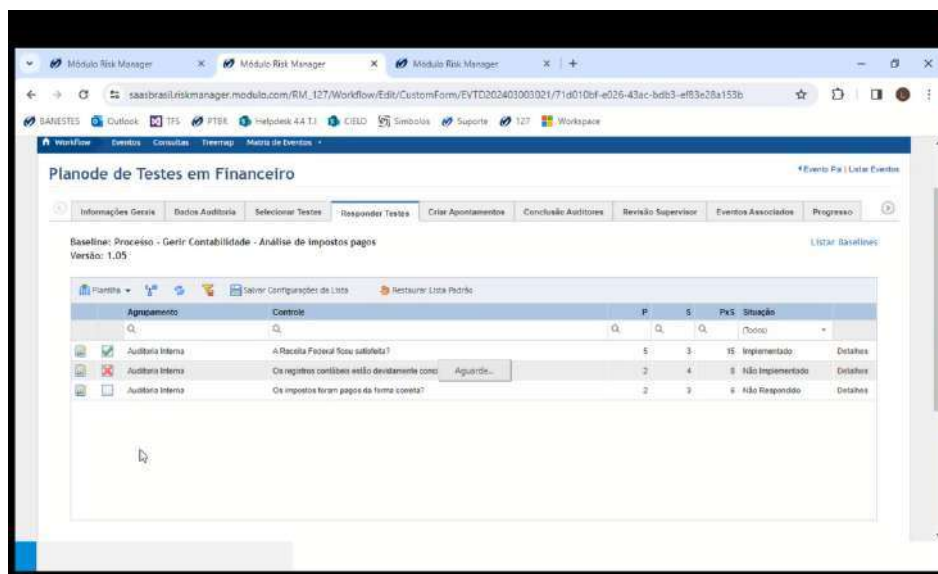 Módulo Risk Manager
Módulo Risk Manager
Módulo Risk Manager
saasbrasil.riskmanager.modulo.com/RM_127/Workflow/Edit/CustomForm/EVTD202403003021/71d010bf-e026-43ac-bdb3-ef83e28a153b
BANESTES Outlook TFS PTBR Helpdesk 4.4 T.I CIELO Simbolos Suporte 127 Workspace
Workflow Eventos Consultas Treemap Matriz de Eventos
Planode de Testes em Financeiro
Evento Pai | Listar Eventos
Informações Gerais Dados Auditoria Selecionar Testes Responder Testes Criar Apontamentos Conclusão Auditores Revisão Supervisor Eventos Associados Progresso
Baseline: Processo - Gerir Contabilidade - Análise de impostos pagos
Listar Baselines
Versão: 1.05
Planilha Salvar Configurações da Lista Restaurar Lista Padrão
Agrupamento Controle P S PxS Situação
(Todos)
Auditoria Interna A Receita Federal ficou satisfeita? 5 3 15 Implementado Detalhes
Auditoria Interna Os registros contábeis estão devidamente conc Aguarde... 2 4 8 Não Implementado Detalhes
Auditoria Interna Os impostos foram pagos da forma correta? 2 3 6 Não Respondido Detalhes